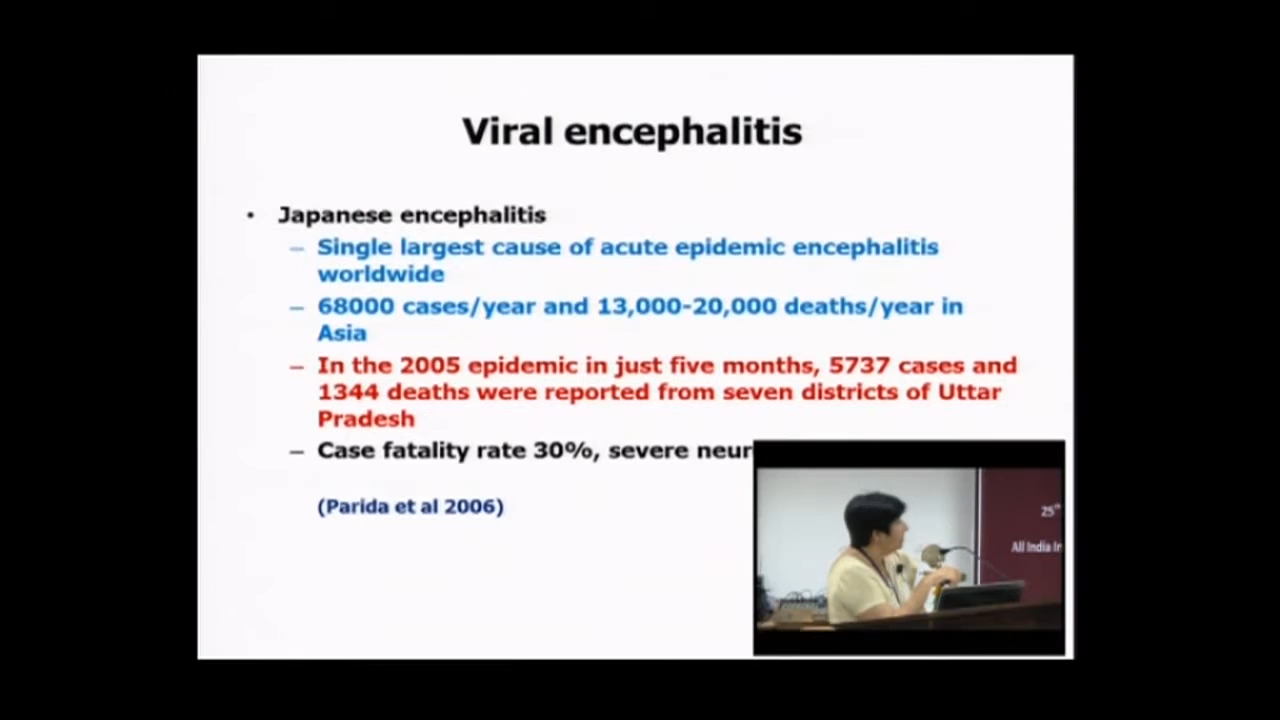 Viral encephalitis
• Japanese encephalitis
– Single largest cause of acute epidemic encephalitis
worldwide
– 68000 cases/year and 13,000-20,000 deaths/year in
Asia
– In the 2005 epidemic in just five months, 5737 cases and
1344 deaths were reported from seven districts of Uttar
Pradesh
– Case fatality rate 30%, severe neur
(Parida et al 2006)
25th
All India In